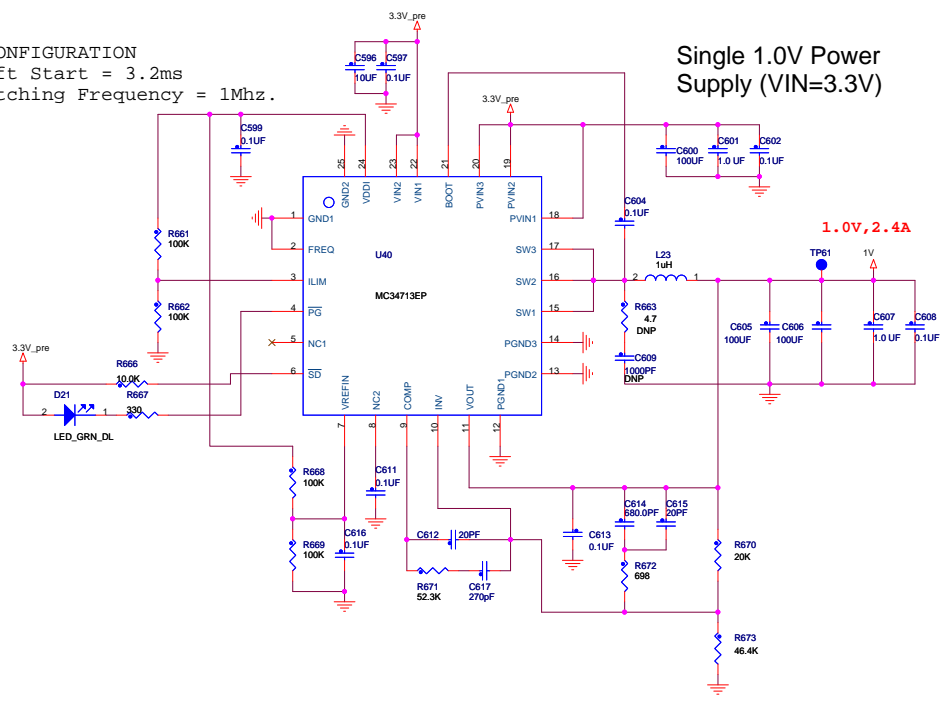 3.3V_pre
ONFIGURATION
ft Start = 3.2ms
tching Frequency = 1Mhz.
Single 1.0V Power
Supply (VIN=3.3V)
C596
10UF
C597
0.1UF
3.3V_pre
C599
0.1UF
C600
100UF
C601
1.0 UF
C602
0.1UF
25
24
23
22
21
20
19
GND2
VDDI
VIN2
VIN1
BOOT
PVIN3
PVIN2
1
GND1
PVIN1
18
C604
0.1UF
1.0V,2.4A
R661
100K
2
FREQ
U40
SW3
17
L23
1uH
TP61
1V
3
ILIM
SW2
16
2
1
MC34713EP
R662
100K
4
PG
SW1
15
R663
4.7
DNP
C605
100UF
C606
100UF
C607
1.0 UF
C608
0.1UF
3.3V_pre
5
NC1
PGND3
14
C609
1000PF
DNP
R666
10.0K
6
SD
PGND2
13
D21
2
1
R667
330
LED_GRN_DL
VREFIN
NC2
COMP
INV
VOUT
PGND1
7
8
9
10
11
12
R668
100K
C611
0.1UF
C614
680.0PF
C615
20PF
C616
0.1UF
C612
20PF
C613
0.1UF
R669
100K
R670
20K
R672
698
R671
52.3K
C617
270pF
R673
46.4K